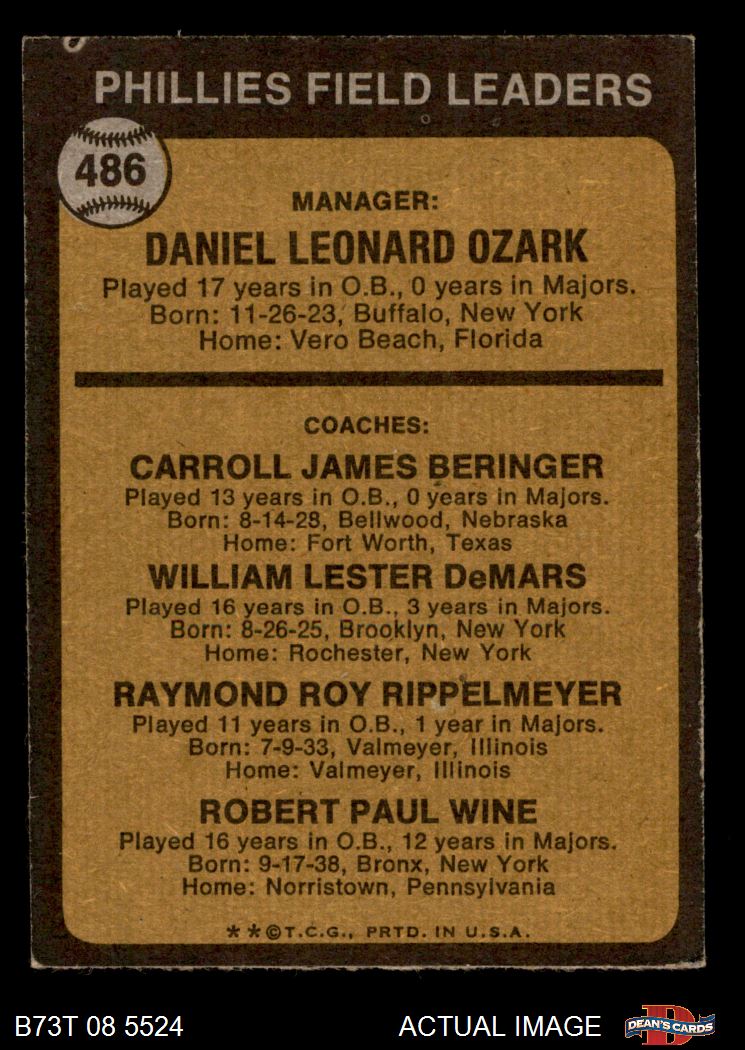 PHILLIES FIELD LEADERS
486
MANAGER:
DANIEL LEONARD OZARK
Played 17 years in O.B., 0 years in Majors.
Born: 11-26-23, Buffalo, New York
Home: Vero Beach, Florida
COACHES:
CARROLL JAMES BERINGER
Played 13 years in O.B., 0 years in Majors.
Born: 8-14-28, Bellwood, Nebraska
Home: Fort Worth, Texas
WILLIAM LESTER DeMARS
Played 16 years in O.B., 3 years in Majors.
Born: 8-26-25, Brooklyn, New York
Home: Rochester, New York
RAYMOND ROY RIPPELMEYER
Played 11 years in O.B., 1 year in Majors.
Born: 7-9-33, Valmeyer, Illinois
Home: Valmeyer, Illinois
ROBERT PAUL WINE
Played 16 years in O.B., 12 years in Majors.
Born: 9-17-38, Bronx, New York
Home: Norristown, Pennsylvania
**©T.C.G., PRTD. IN U.S.A.
B73T 08 5524 ACTUAL IMAGE
D
DEAN'S CARDS